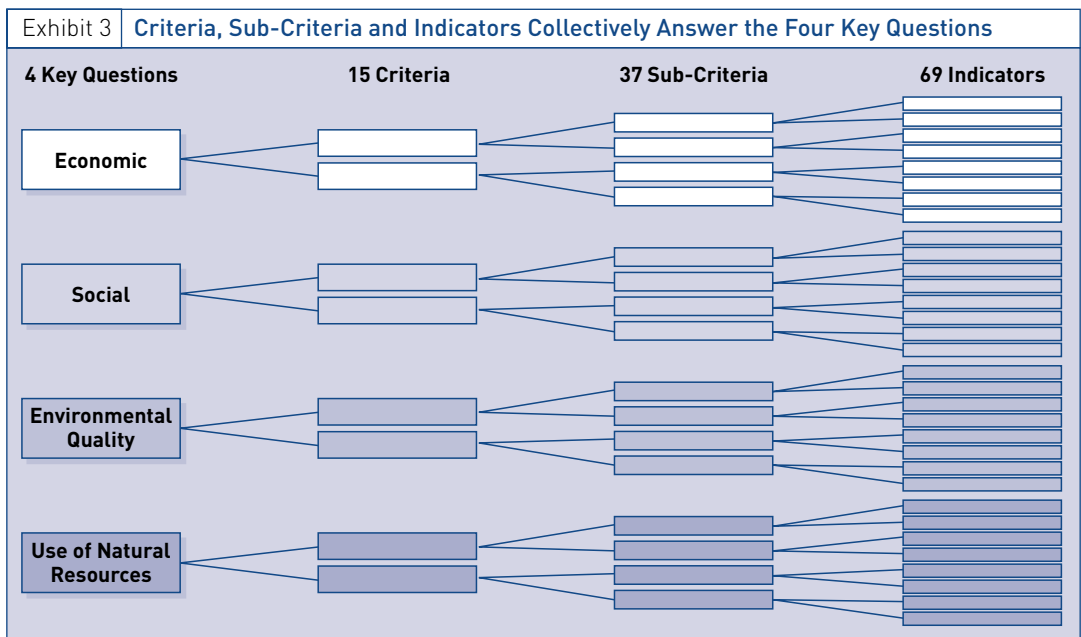 Exhibit 3 Criteria, Sub-Criteria and Indicators Collectively Answer the Four Key Questions
4 Key Questions 15 Criteria 37 Sub-Criteria 69 Indicators
Economic
Social
Environmental
Quality
Use of Natural
Resources